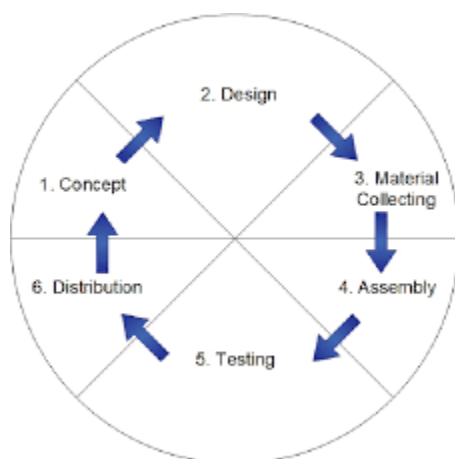 1. Concept
2. Design
3. Material
Collecting
4. Assembly
5. Testing
6. Distribution